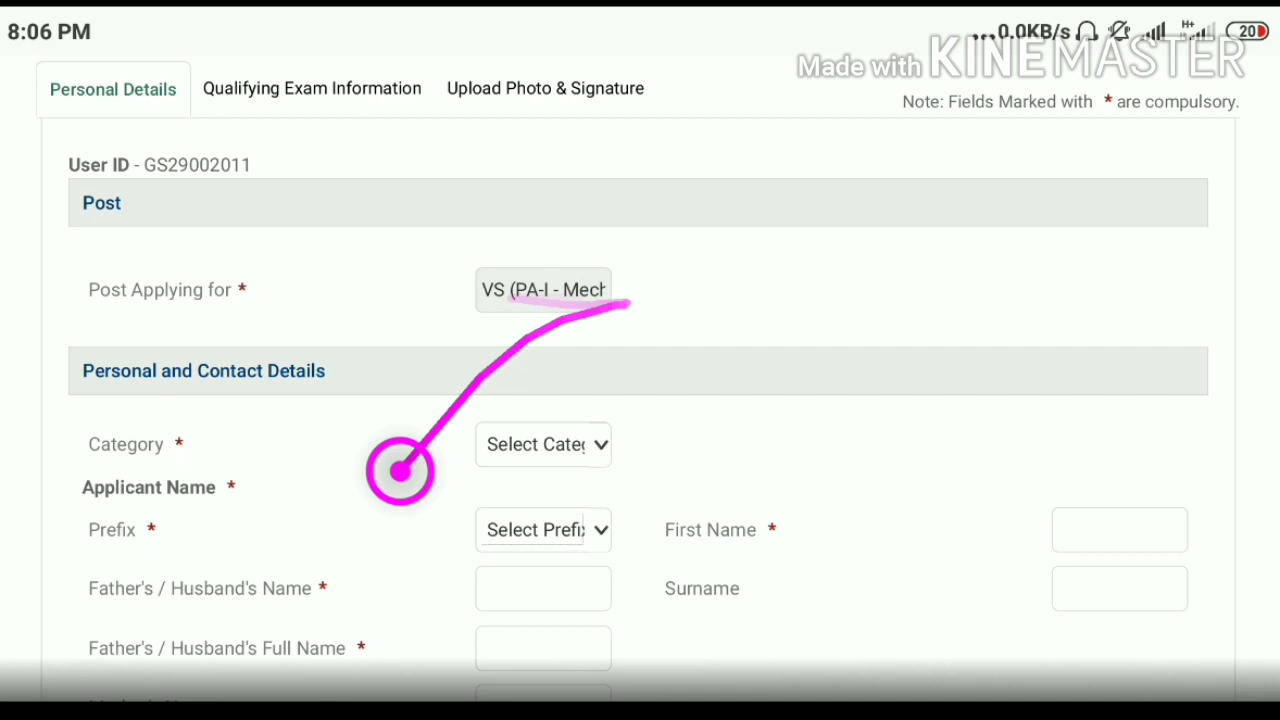 8:06 PM
...0.0KB/s H+ 20
Made with KINEMASTER
Personal Details Qualifying Exam Information Upload Photo & Signature
Note: Fields Marked with * are compulsory.
User ID - GS29002011
Post
Post Applying for * VS (PA-I - Mech
Personal and Contact Details
Category * Select Categ
Applicant Name *
Prefix * Select Prefix First Name *
Father's / Husband's Name * Surname
Father's / Husband's Full Name *